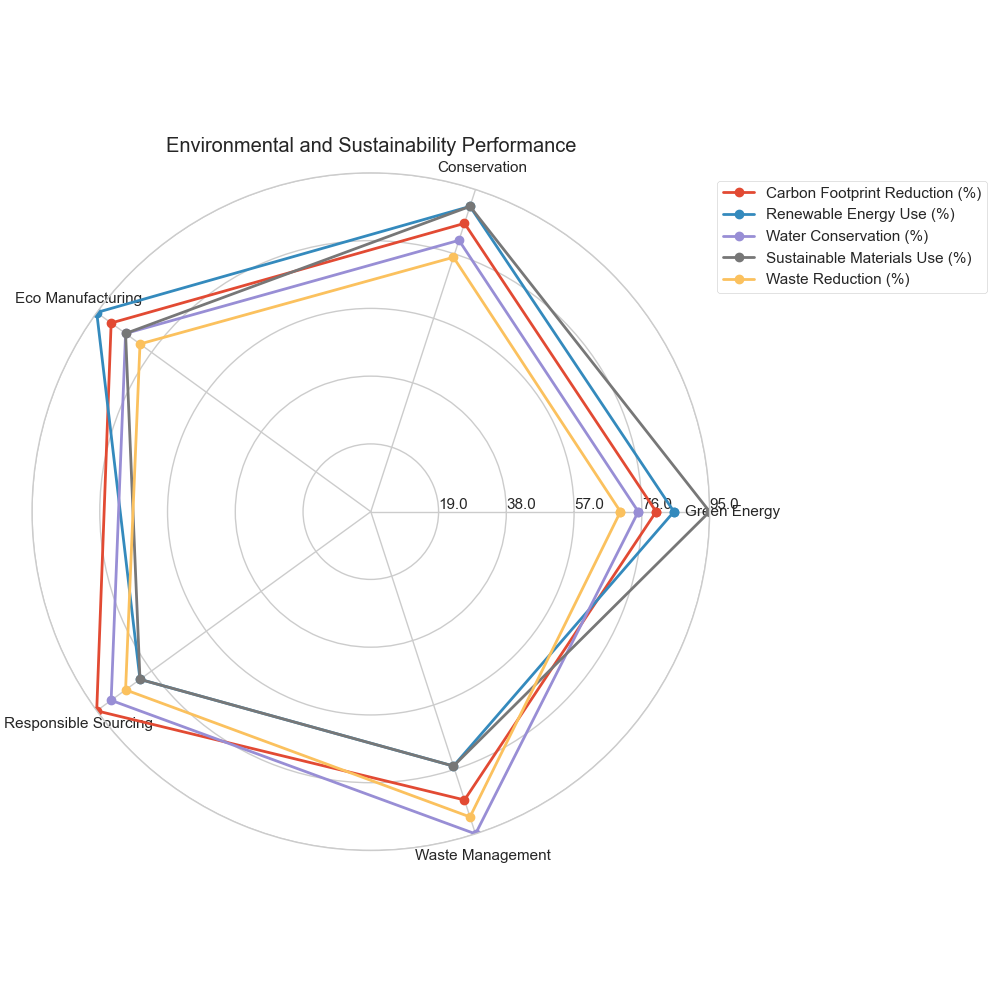 Environmental and Sustainability Performance
Conservation
Carbon Footprint Reduction (%)
Renewable Energy Use (%)
Water Conservation (%)
Sustainable Materials Use (%)
Waste Reduction (%)
Eco Manufacturing
19.0
38.0
57.0
76.0
95.0
Green Energy
Responsible Sourcing
Waste Management